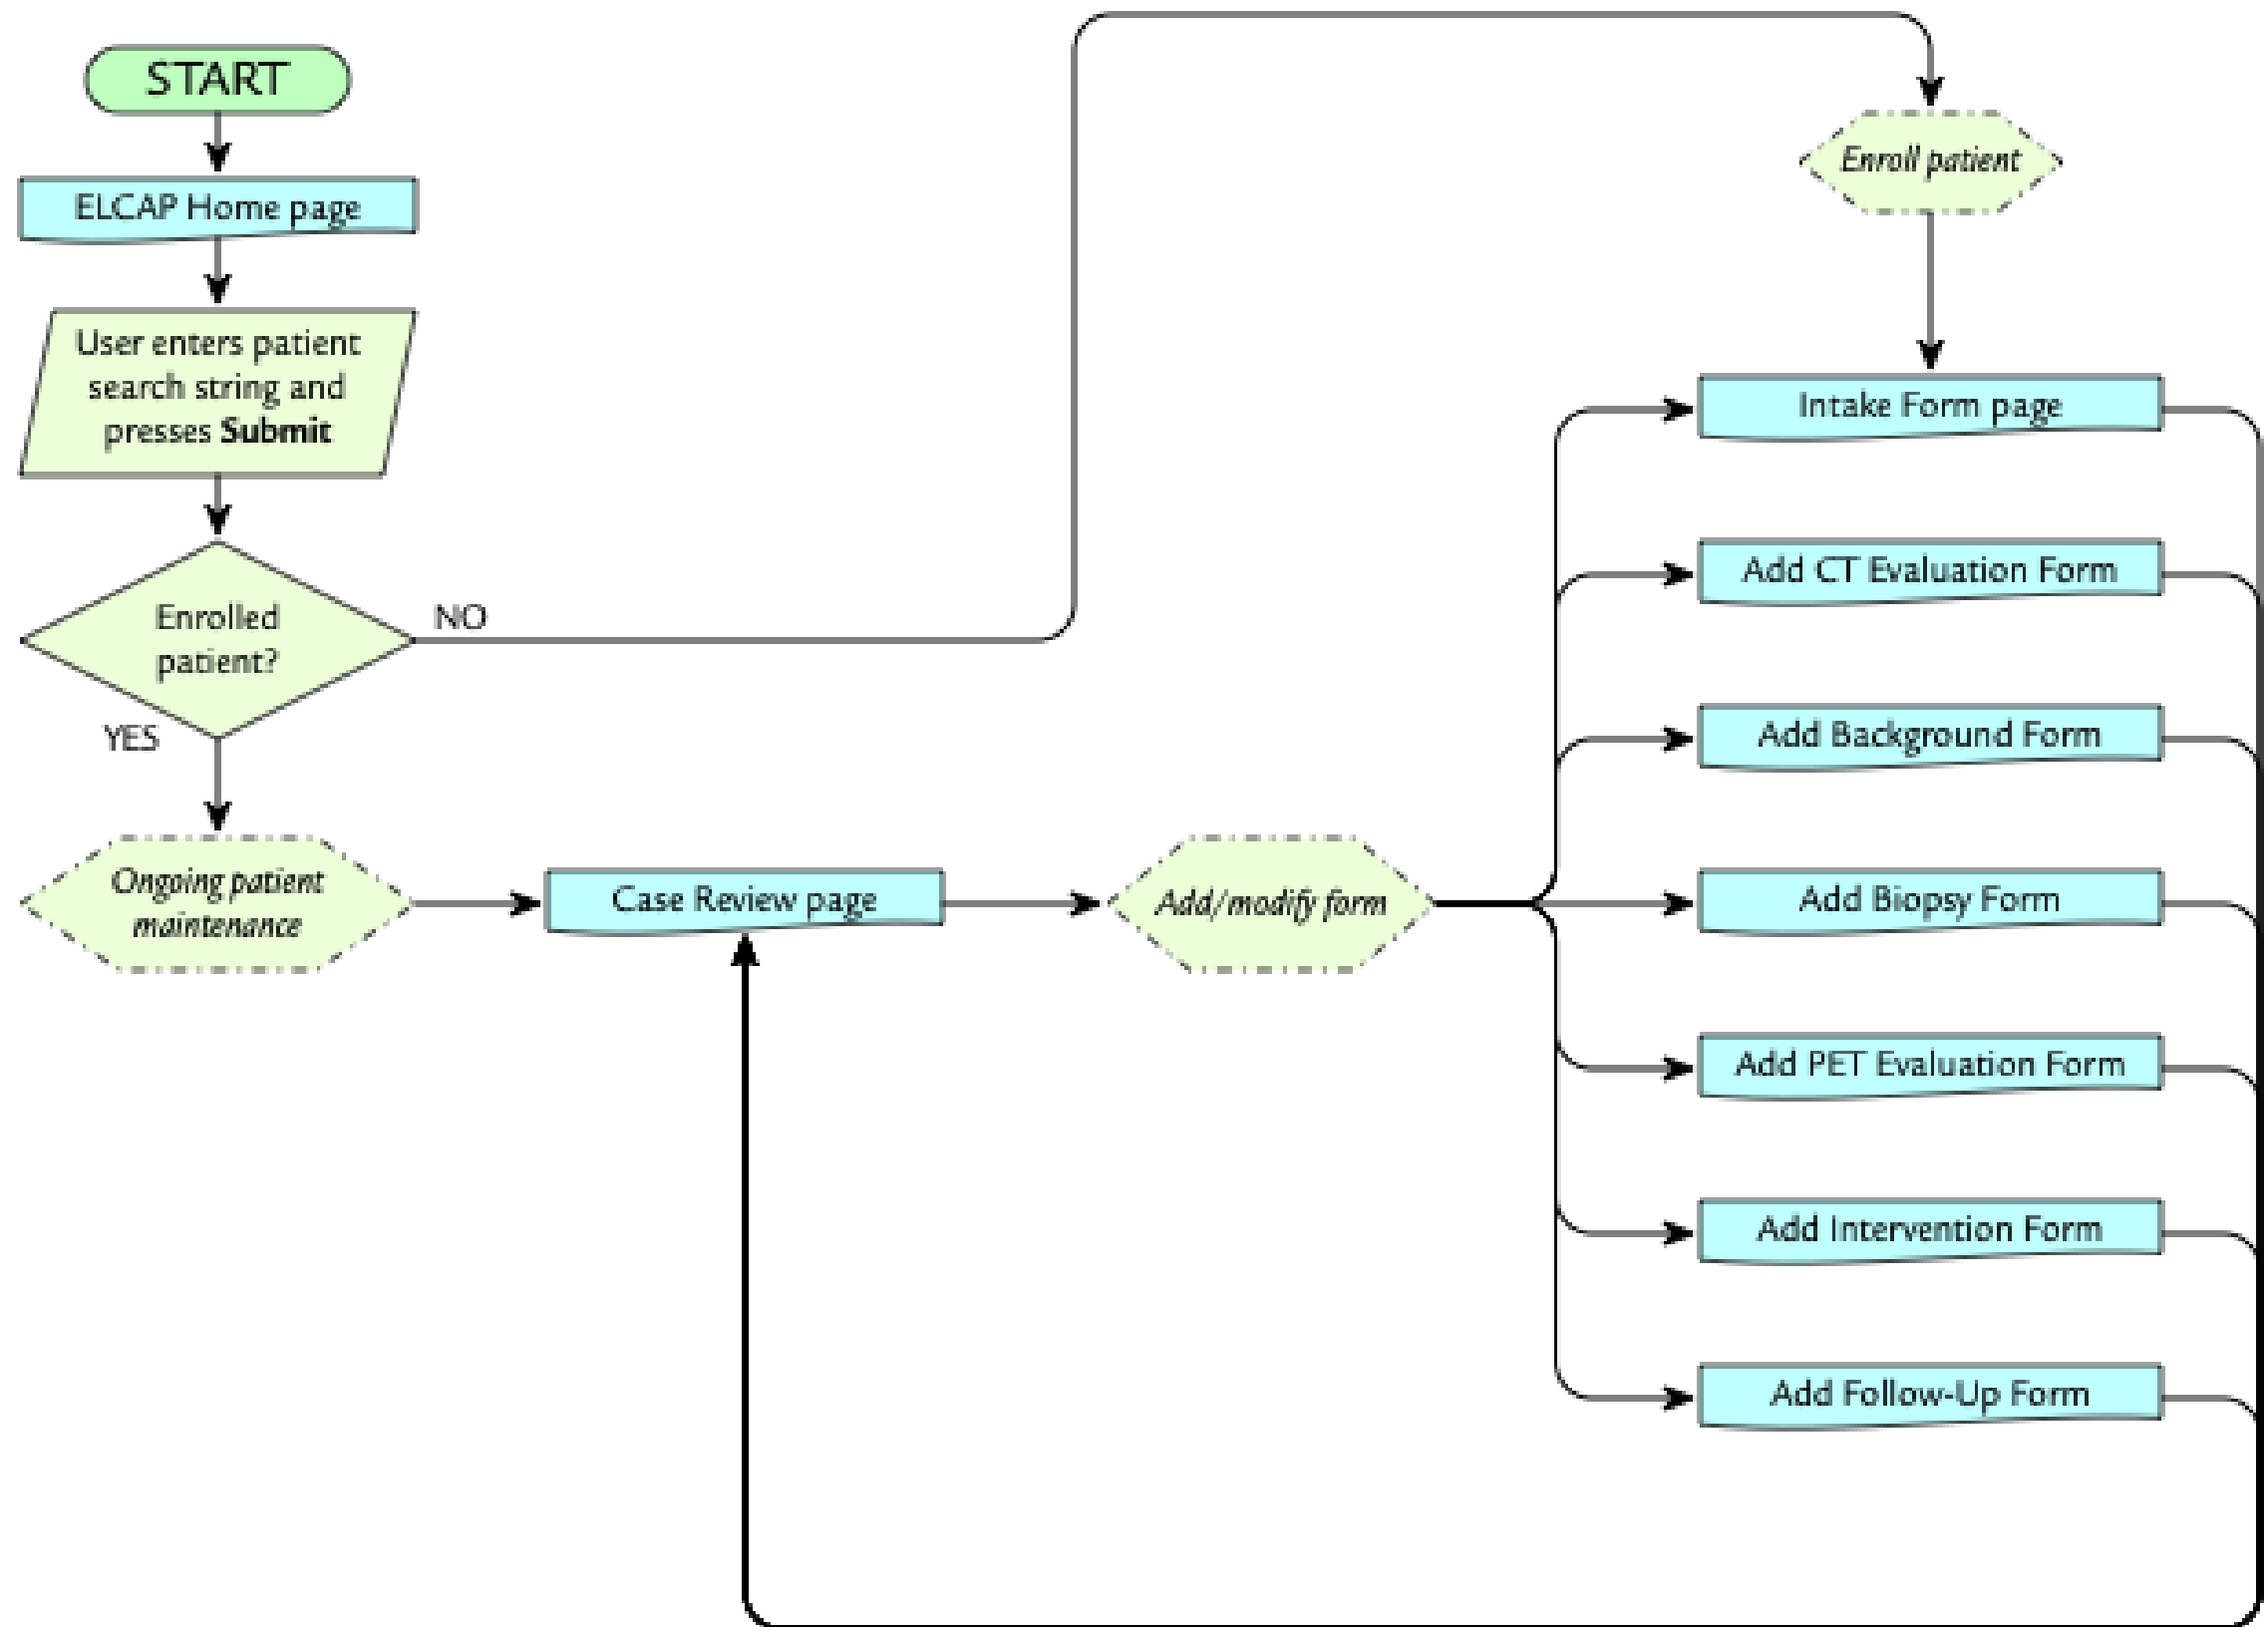 START
ELCAP Home page
User enters patient
search string and
presses Submit
Enrolled
patient?
NO
YES
Ongoing patient
maintenance
Case Review page
Add/modify form
Enroll patient
Intake Form page
Add CT Evaluation Form
Add Background Form
Add Biopsy Form
Add PET Evaluation Form
Add Intervention Form
Add Follow-Up Form